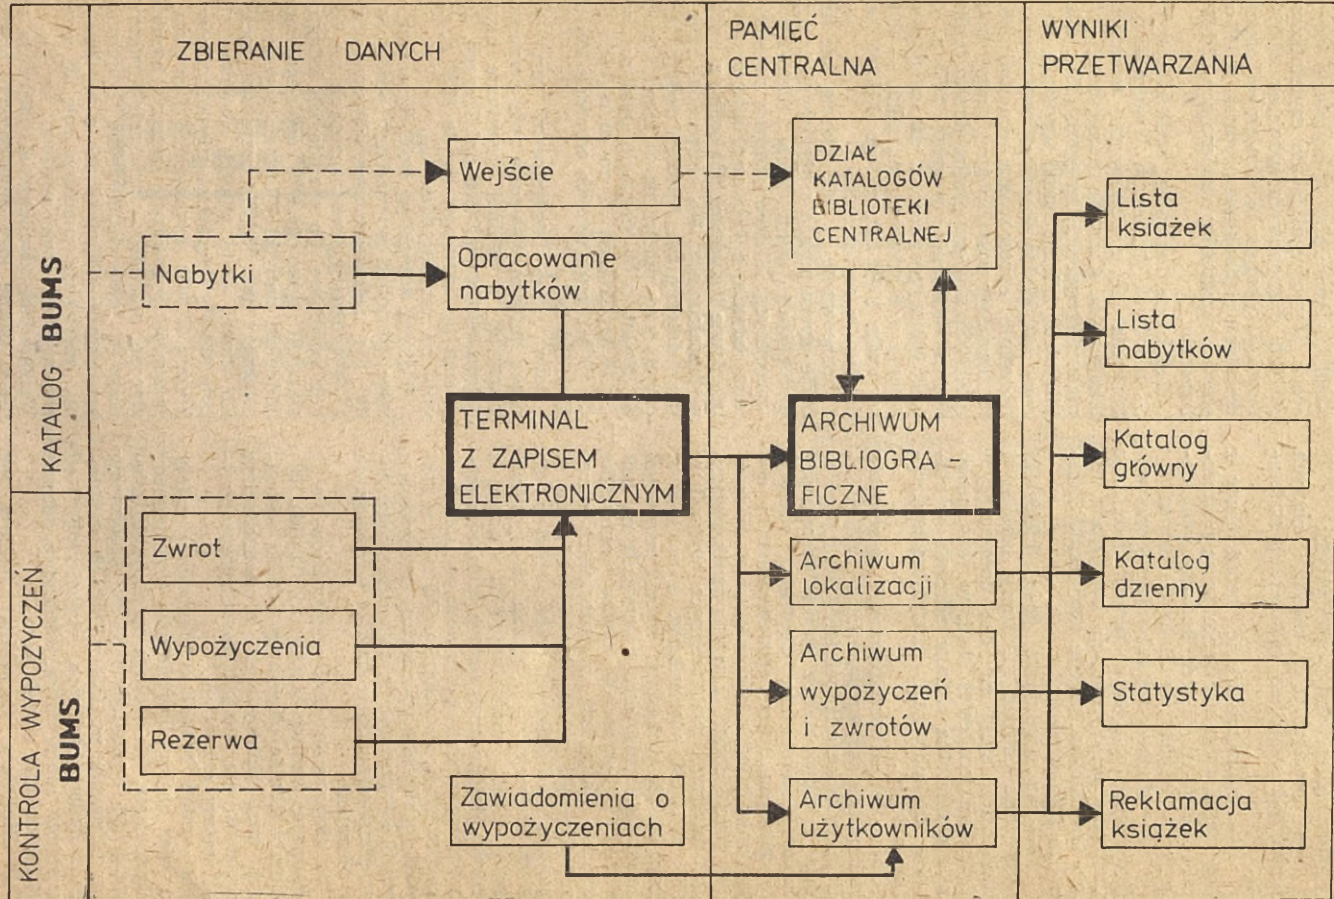 ZBIERANIE DANYCH
PAMIĘĆ
CENTRALNA
WYNIKI
PRZETWARZANIA
KATALOG BUMS
KONTROLA WYPOZYCZEŃ
BUMS
Wejście
Nabytki
Opracowanie
nabytków
TERMINAL
Z ZAPISEM
ELEKTRONICZNYM
Zwrot
Wypożyczenia
Rezerwa
Zawiadomienia o
wypożyczeniach
DZIAŁ
KATALOGÓW
BIBLIOTEKI
CENTRALNEJ
ARCHIWUM
BIBLIOGRA -
FICZNE
Archiwum
lokalizacji
Archiwum
wypożyczeń
i zwrotów
Archiwum
użytkowników
Lista
ksiażek
Lista
nabytków
Katalog
główny
Katalog
dzienny
Statystyka
Reklamacja
książek